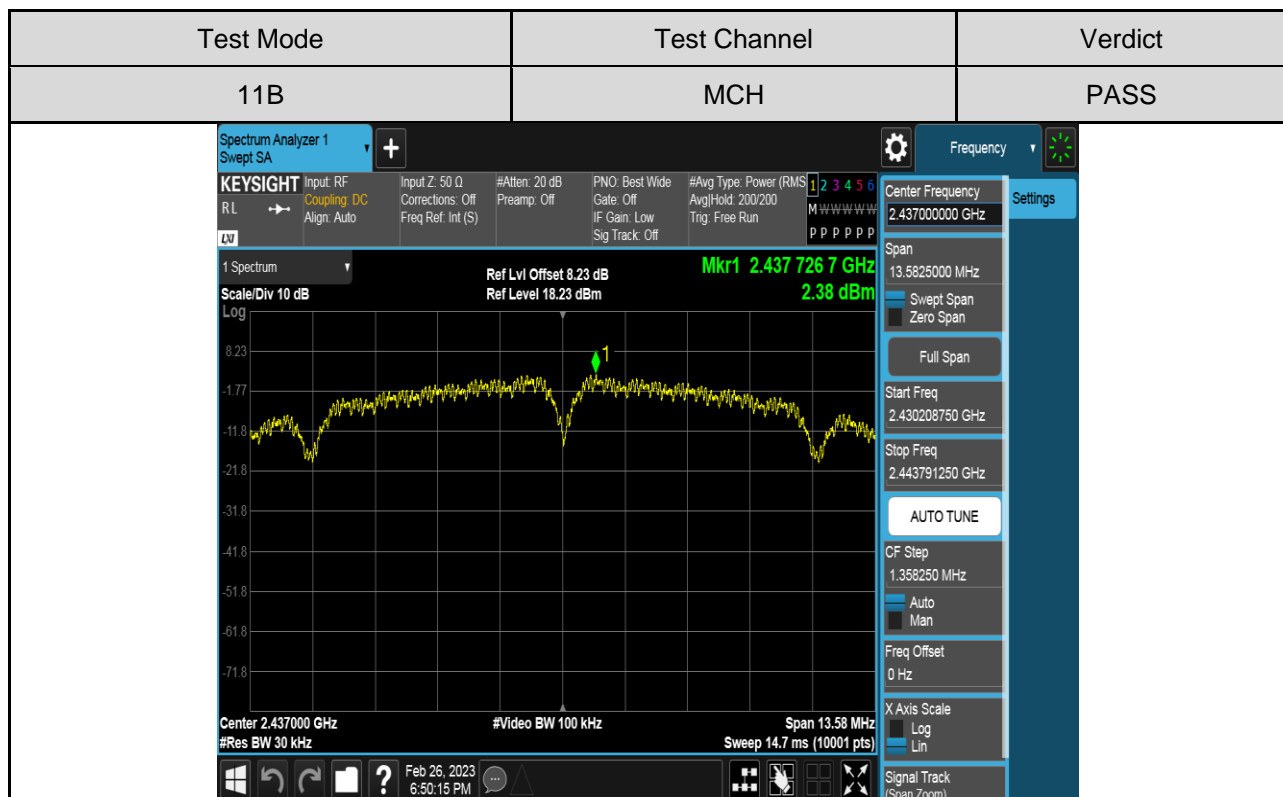 Test Mode Test Channel Verdict
11B MCH PASS
Spectrum Analyzer 1
Swept SA
+
Frequency
KEYSIGHT
RL
LXI
Input: RF
Coupling: DC
Align: Auto
Input Z: 50 Ω
Corrections: Off
Freq Ref: Int (S)
#Atten: 20 dB
Preamp: Off
PNO: Best Wide
Gate: Off
IF Gain: Low
Sig Track: Off
#Avg Type: Power (RMS
Avg|Hold: 200/200
Trig: Free Run
1 2 3 4 5 6
M W W W W W
P P P P P P
1 Spectrum
Scale/Div 10 dB
Log
Ref Lvl Offset 8.23 dB
Ref Level 18.23 dBm
Mkr1 2.437 726 7 GHz
2.38 dBm
1
8.23
-1.77
-11.8
-21.8
-31.8
-41.8
-51.8
-61.8
-71.8
Center 2.437000 GHz
#Res BW 30 kHz
#Video BW 100 kHz
Span 13.58 MHz
Sweep 14.7 ms (10001 pts)
?
Feb 26, 2023
6:50:15 PM
Center Frequency
2.437000000 GHz
Settings
Span
13.5825000 MHz
Swept Span
Zero Span
Full Span
Start Freq
2.430208750 GHz
Stop Freq
2.443791250 GHz
AUTO TUNE
CF Step
1.358250 MHz
Auto
Man
Freq Offset
0 Hz
X Axis Scale
Log
Lin
Signal Track
(Span Zoom)